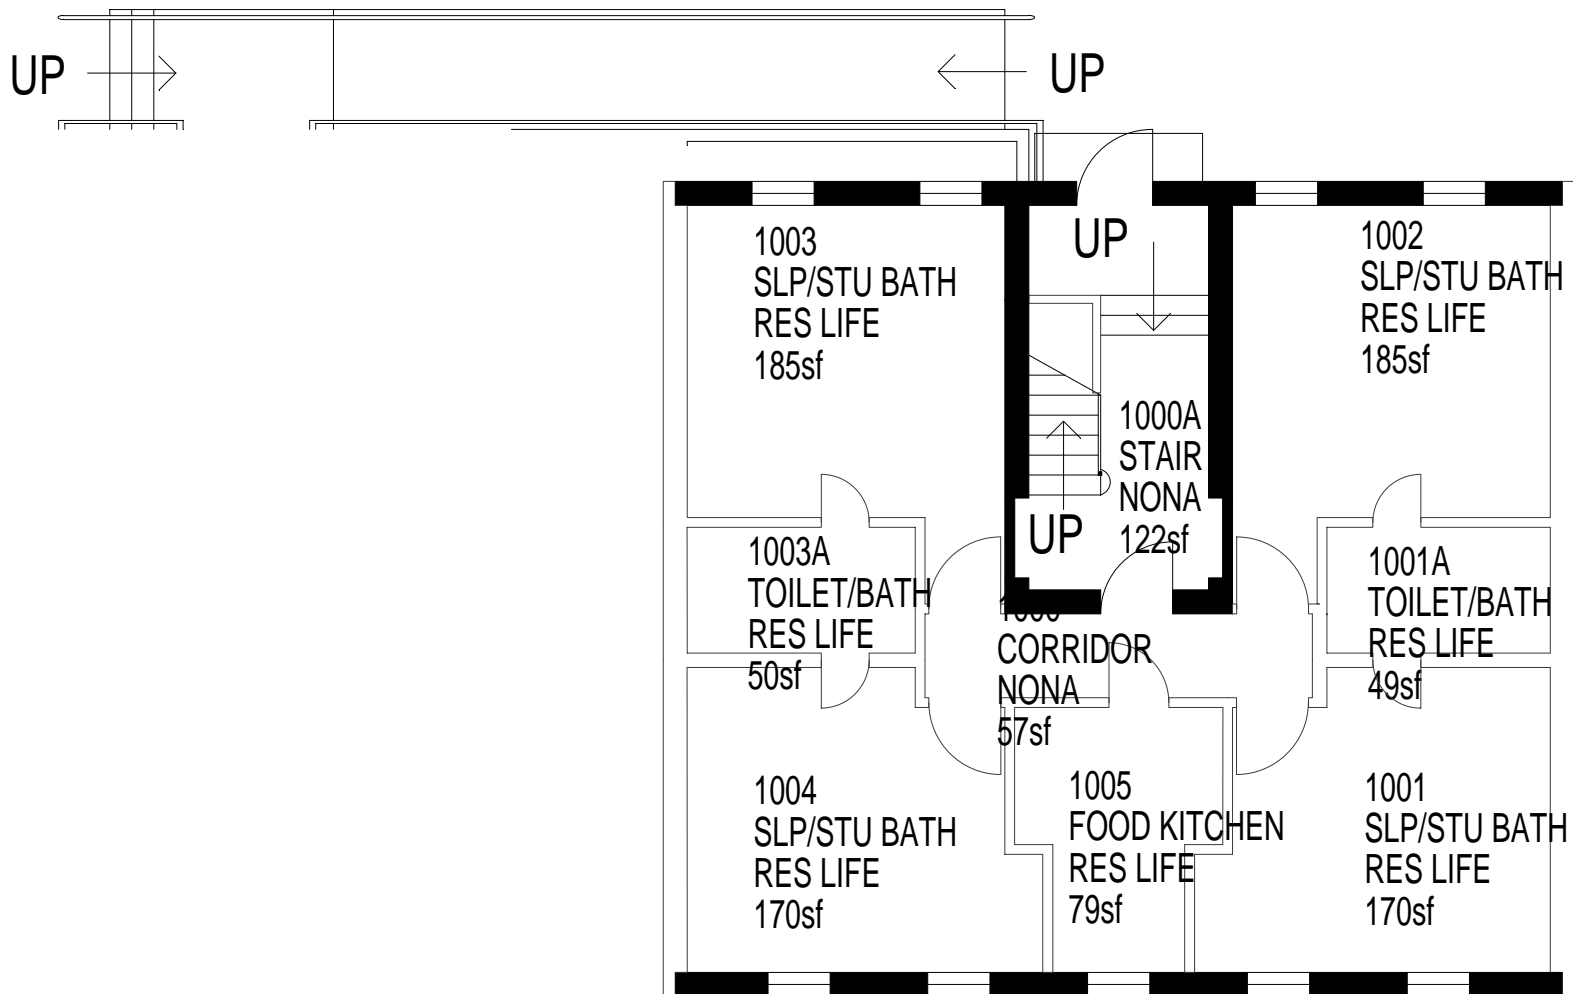 UP
UP
UP
1003
SLP/STU BATH
RES LIFE
185sf
1002
SLP/STU BATH
RES LIFE
185sf
1000A
STAIR
NONA
122sf
UP
1003A
TOILET/BATH
RES LIFE
50sf
1001A
TOILET/BATH
RES LIFE
49sf
1000
CORRIDOR
NONA
57sf
1004
SLP/STU BATH
RES LIFE
170sf
1005
FOOD KITCHEN
RES LIFE
79sf
1001
SLP/STU BATH
RES LIFE
170sf